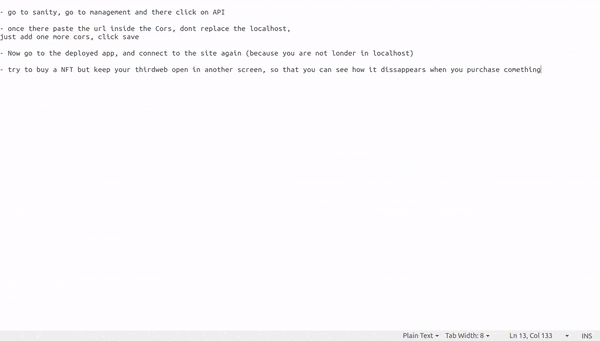 - go to sanity, go to management and there click on API
- once there paste the url inside the Cors, dont replace the localhost,
just add one more cors, click save
- Now go to the deployed app, and connect to the site again (because you are not londer in localhost)
- try to buy a NFT but keep your thirdweb open in another screen, so that you can see how it dissappears when you purchase comething
Plain Text Tab Width: 8 Ln 13, Col 133 INS